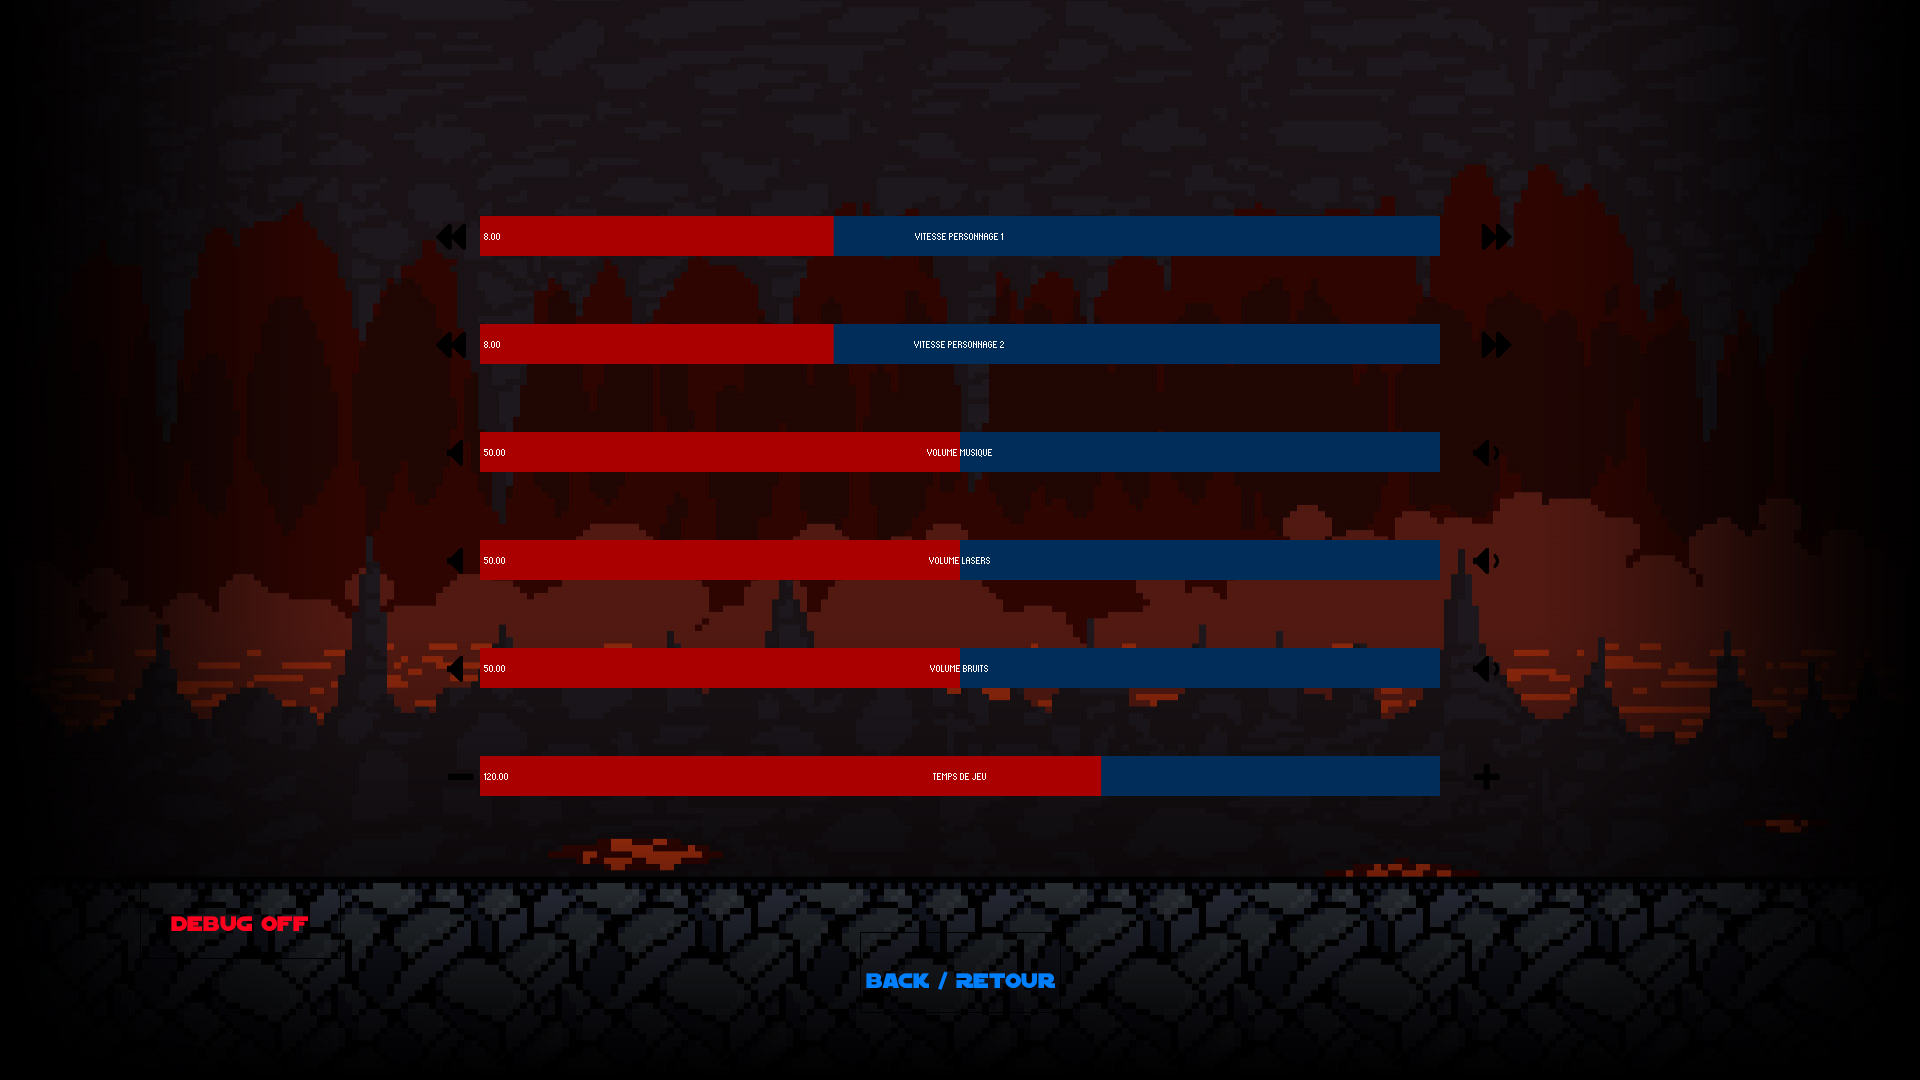 8.00 VITESSE PERSONNAGE 1
8.00 VITESSE PERSONNAGE 2
50.00 VOLUME MUSIQUE
50.00 VOLUME LASERS
50.00 VOLUME BRUITS
120.00 TEMPS DE JEU
DEBUG OFF
BACK / RETOUR